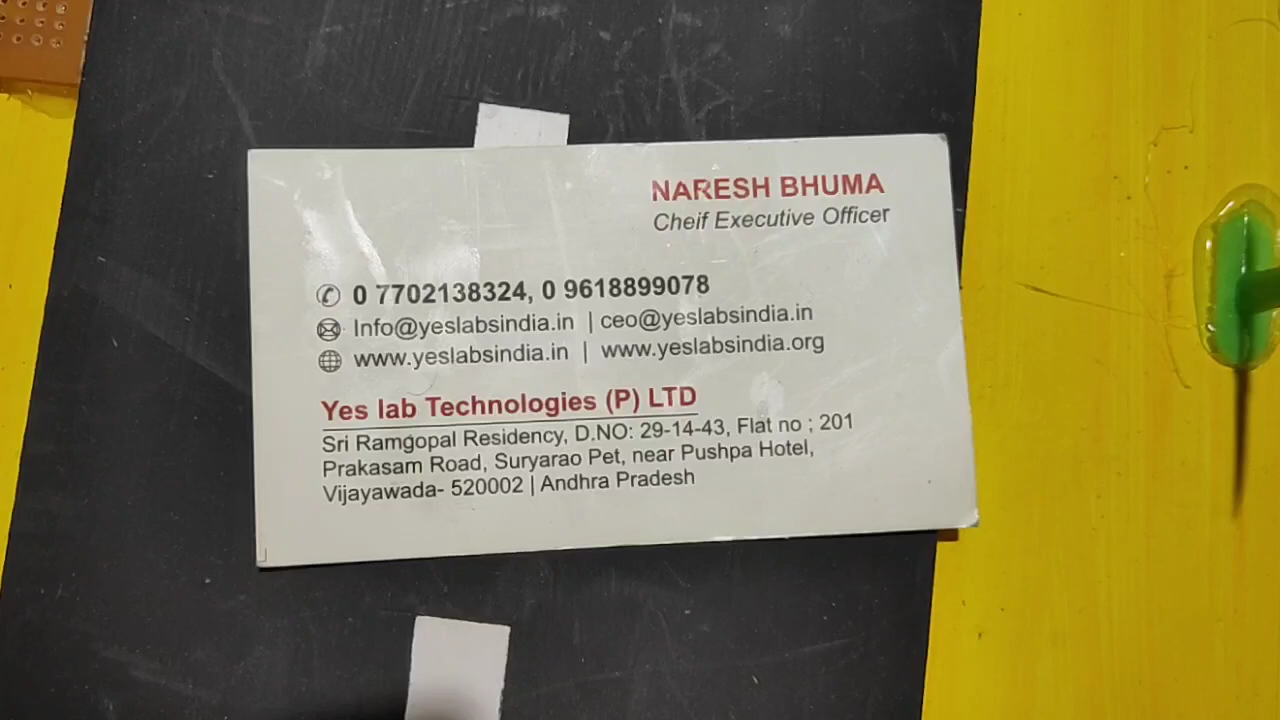 NARESH BHUMA
Cheif Executive Officer
0 7702138324, 0 9618899078
Info@yeslabsindia.in | ceo@yeslabsindia.in
www.yeslabsindia.in | www.yeslabsindia.org
Yes lab Technologies (P) LTD
Sri Ramgopal Residency, D.NO: 29-14-43, Flat no ; 201
Prakasam Road, Suryarao Pet, near Pushpa Hotel,
Vijayawada- 520002 | Andhra Pradesh